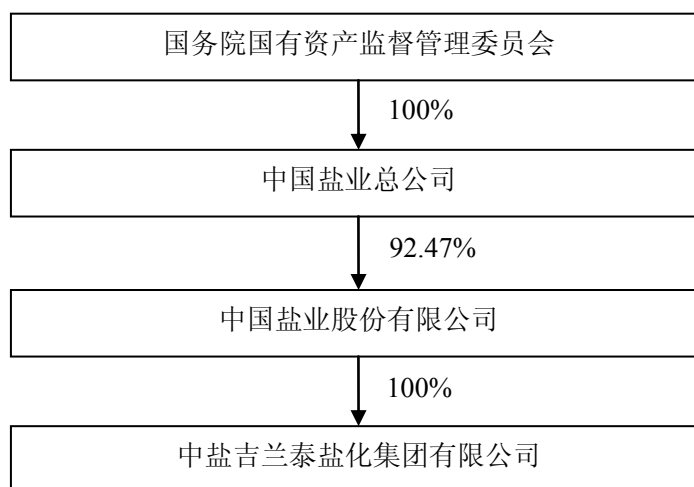 国务院国有资产监督管理委员会
100%
中国盐业总公司
92.47%
中国盐业股份有限公司
100%
中盐吉兰泰盐化集团有限公司